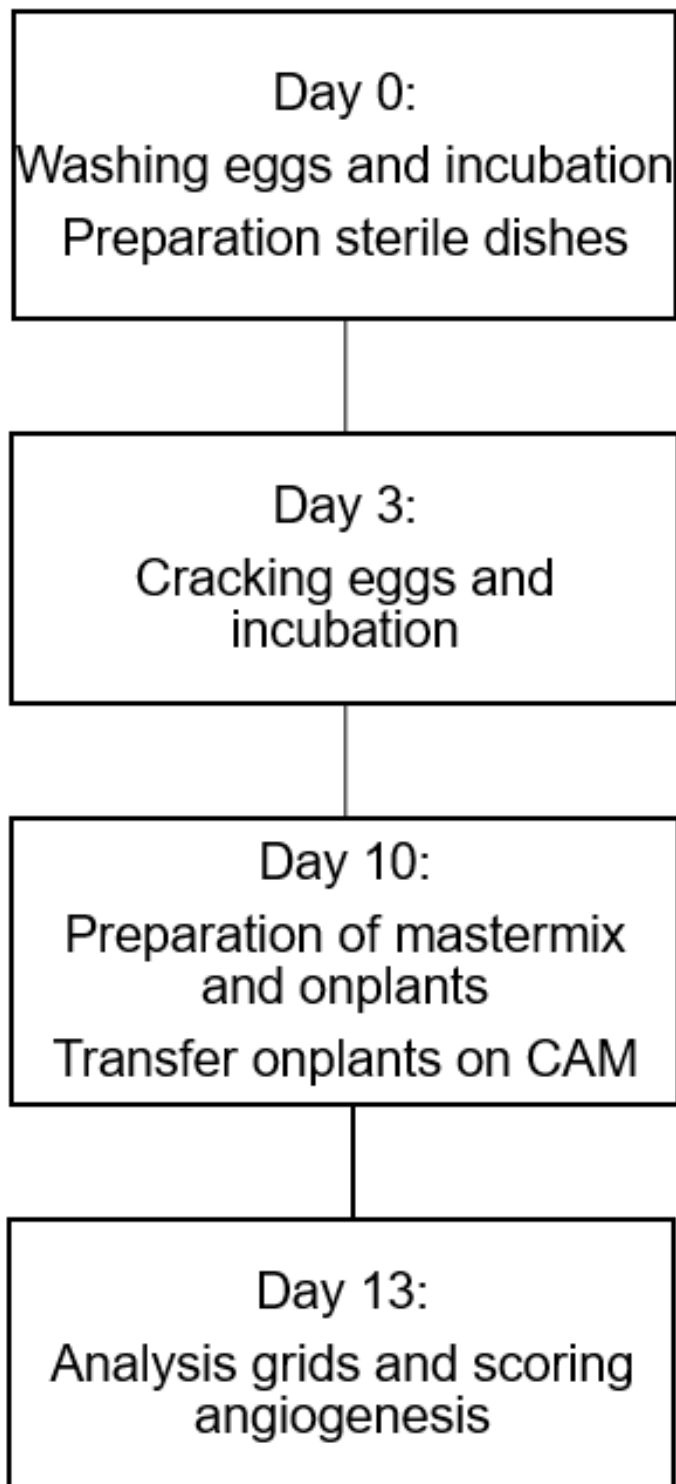 Day 0:
Washing eggs and incubation
Preparation sterile dishes
Day 3:
Cracking eggs and
incubation
Day 10:
Preparation of mastermix
and onplants
Transfer onplants on CAM
Day 13:
Analysis grids and scoring
angiogenesis